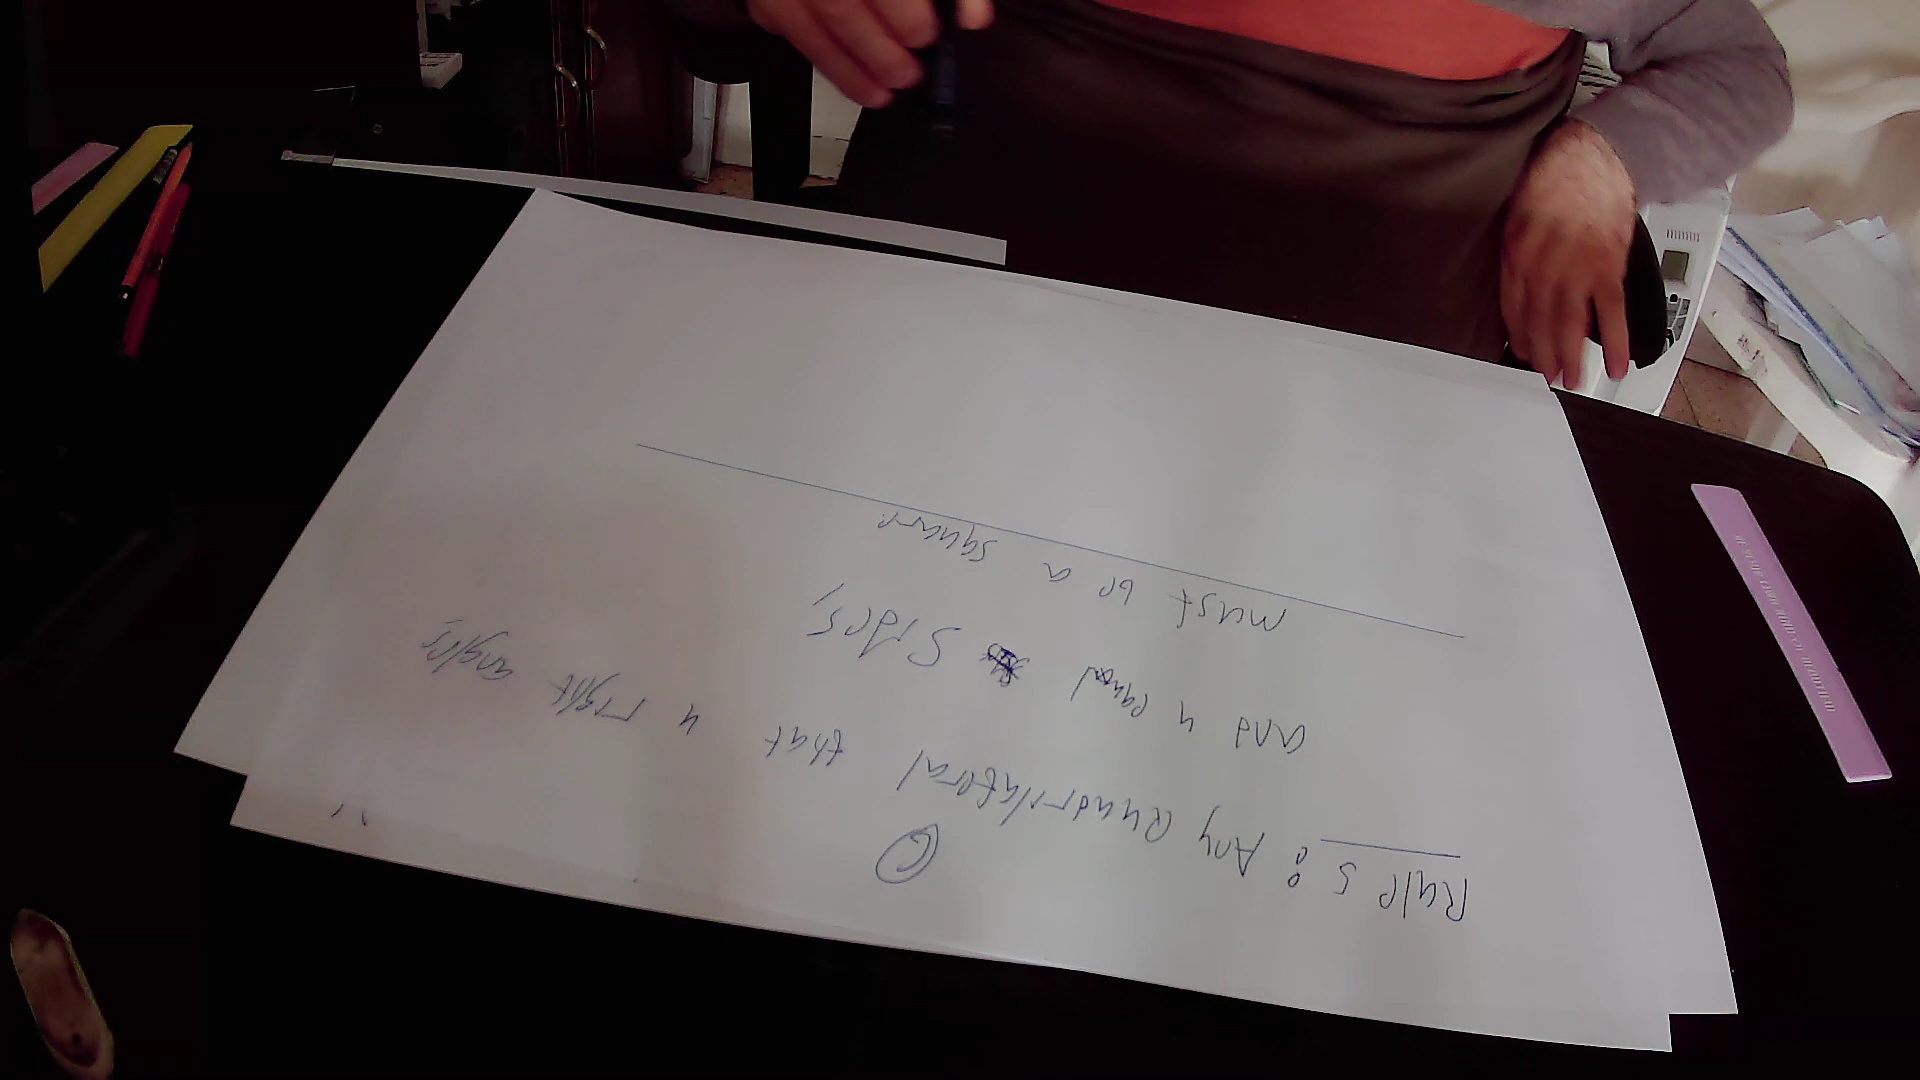 C
Rule 5: Any Quadrilateral that 4 right angles
and 4 equal sides,
must be a square.